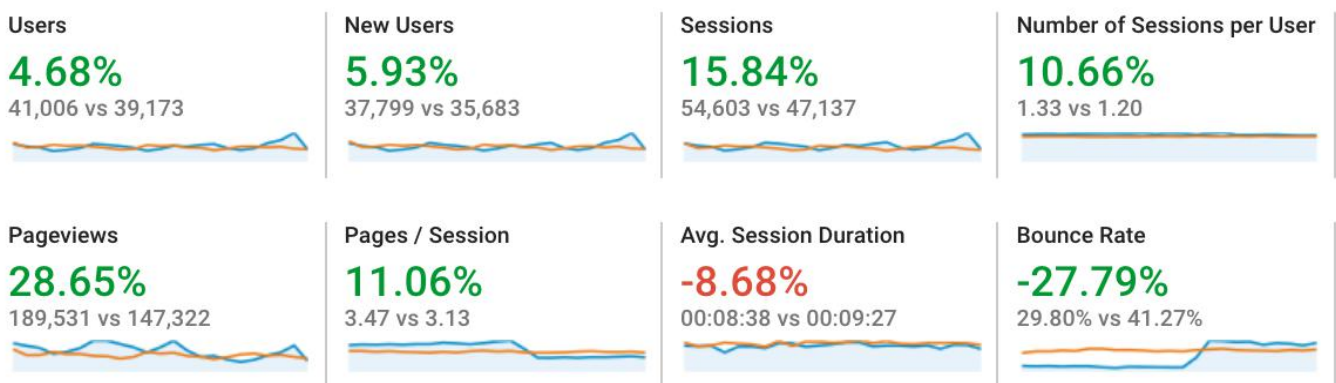 Users
4.68%
41,006 vs 39,173
New Users
5.93%
37,799 vs 35,683
Sessions
15.84%
54,603 vs 47,137
Number of Sessions per User
10.66%
1.33 vs 1.20
Pageviews
28.65%
189,531 vs 147,322
Pages / Session
11.06%
3.47 vs 3.13
Avg. Session Duration
-8.68%
00:08:38 vs 00:09:27
Bounce Rate
-27.79%
29.80% vs 41.27%